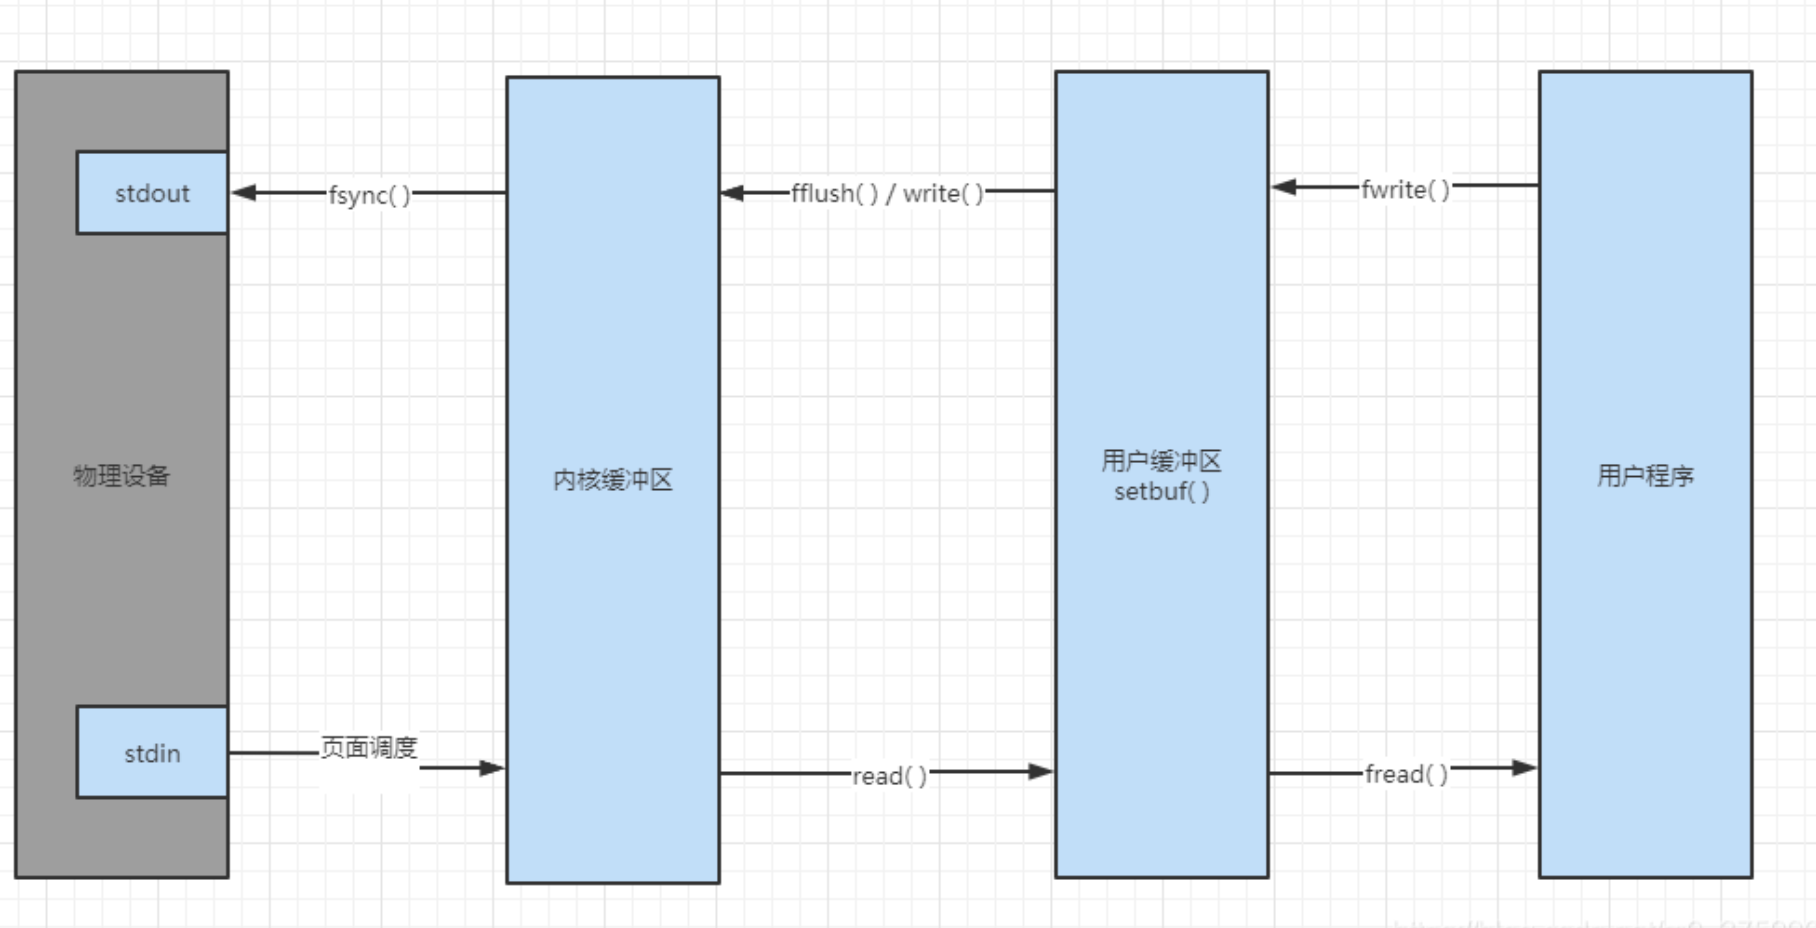 stdout
fsync( )
fflush( ) / write( )
fwrite( )
物理设备
内核缓冲区
用户缓冲区
setbuf( )
用户程序
stdin
页面调度
read( )
fread( )